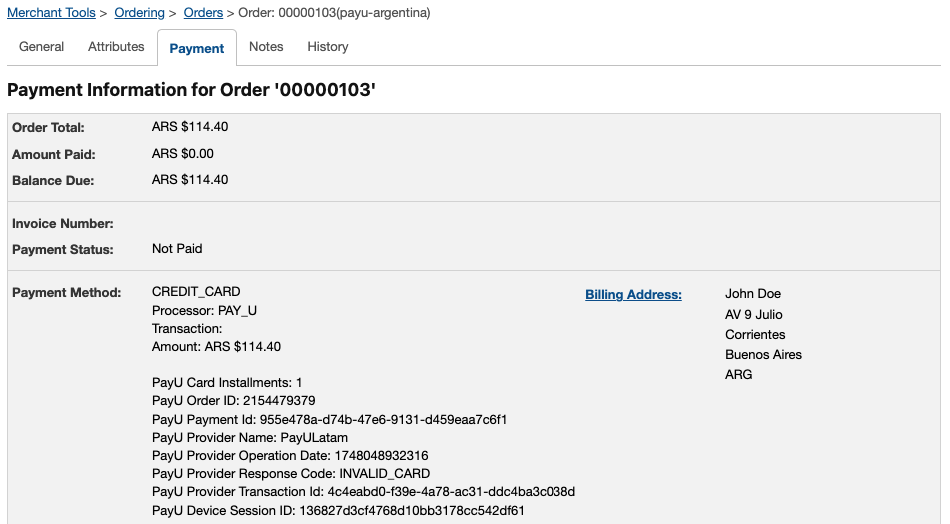 Merchant Tools > Ordering > Orders > Order: 00000103(payu-argentina)
General Attributes Payment Notes History
Payment Information for Order '00000103'
Order Total: ARS $114.40
Amount Paid: ARS $0.00
Balance Due: ARS $114.40
Invoice Number:
Payment Status: Not Paid
Payment Method: CREDIT_CARD
Processor: PAY_U
Transaction:
Amount: ARS $114.40
PayU Card Installments: 1
PayU Order ID: 2154479379
PayU Payment Id: 955e478a-d74b-47e6-9131-d459eaa7c6f1
PayU Provider Name: PayULatam
PayU Provider Operation Date: 1748048932316
PayU Provider Response Code: INVALID_CARD
PayU Provider Transaction Id: 4c4eabd0-f39e-4a78-ac31-ddc4ba3c038d
PayU Device Session ID: 136827d3cf4768d10bb3178cc542df61
Billing Address: John Doe
AV 9 Julio
Corrientes
Buenos Aires
ARG